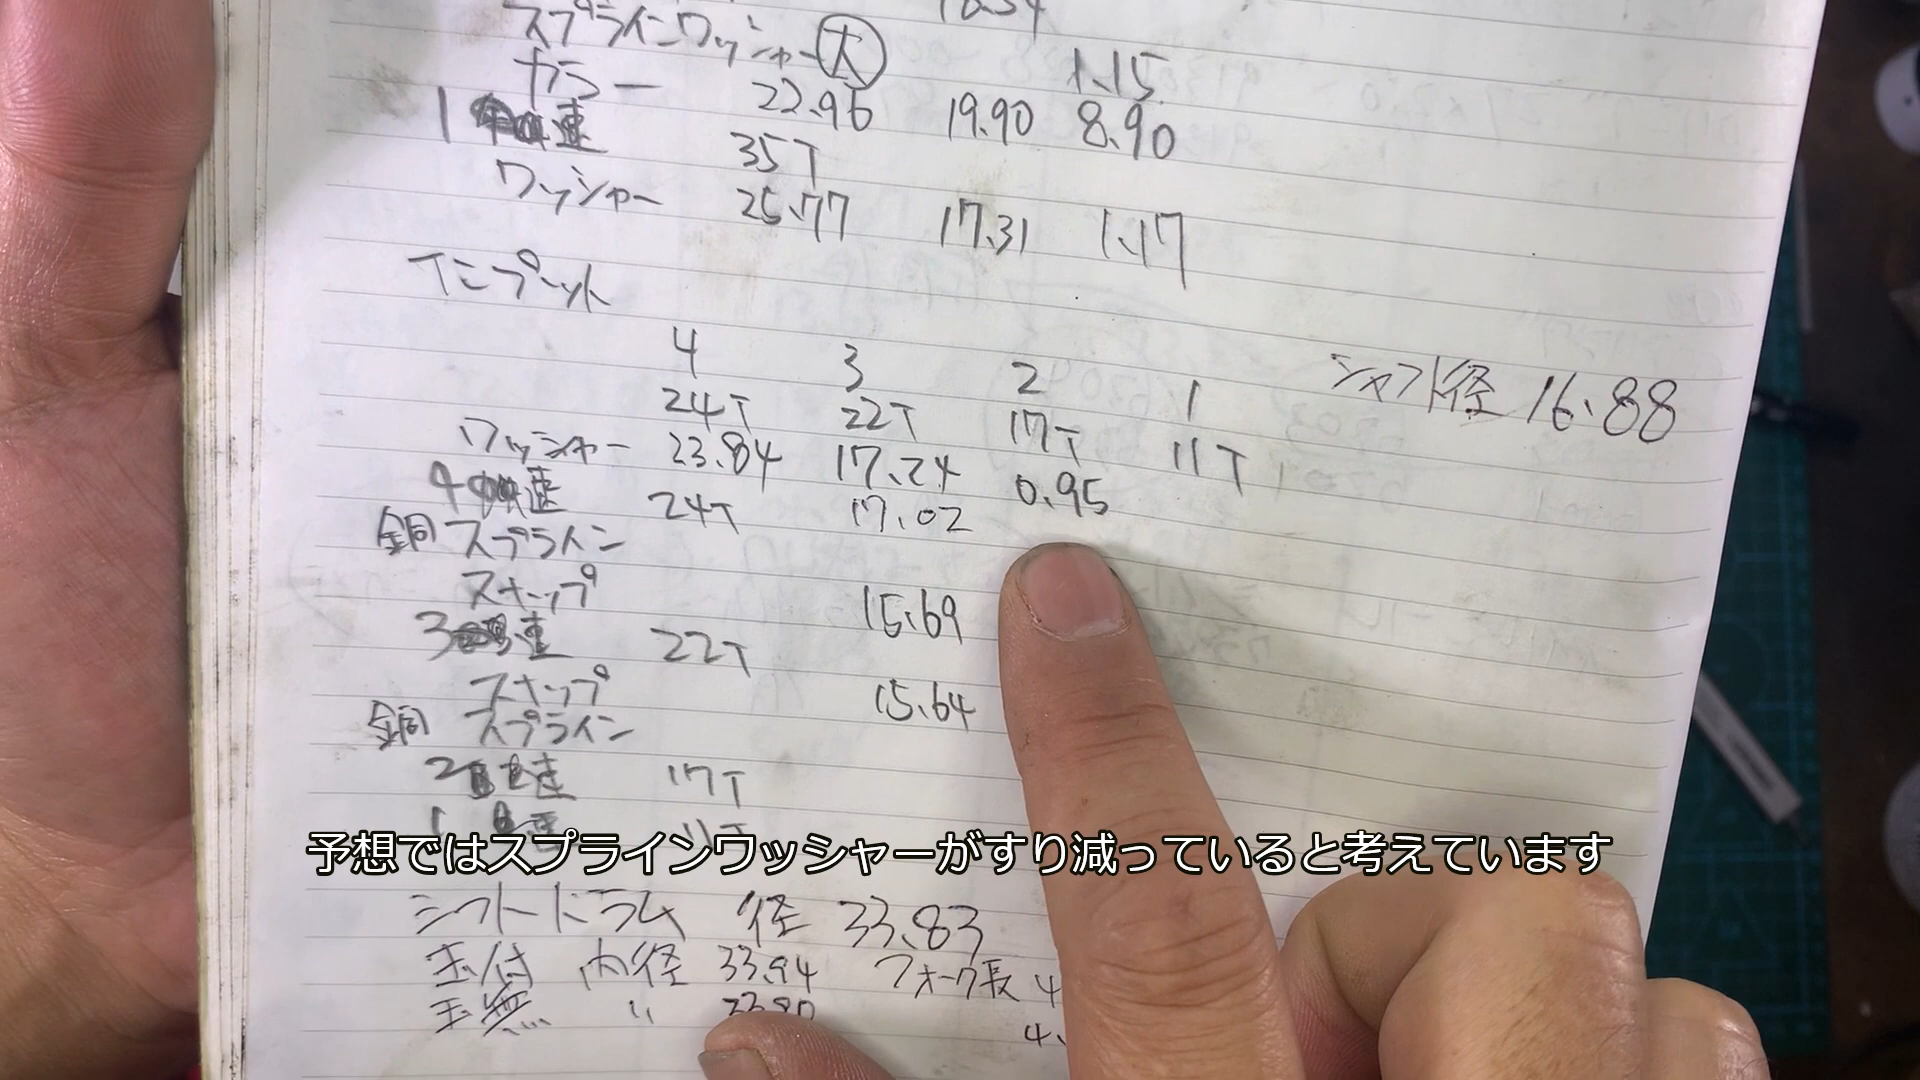 スプラインワッシャー大 1.15
カラー 22.96 19.90 8.90
1速 35T
ワッシャー 25.77 17.31 1.17
インプット
4 3 2 1 シャフト径 16.88
24T 22T 17T 11T
ワッシャー 23.84 17.24 0.95
4速 24T 17.02
銅 スプライン
スナップ 15.69
3速 22T
スナップ 15.64
銅 スプライン
2速 17T
1速 11T
予想ではスプラインワッシャーがすり減っていると考えています
シフトドラム 径 33.83
玉付 内径 33.94 フォーク長 4
玉無 〃
4.